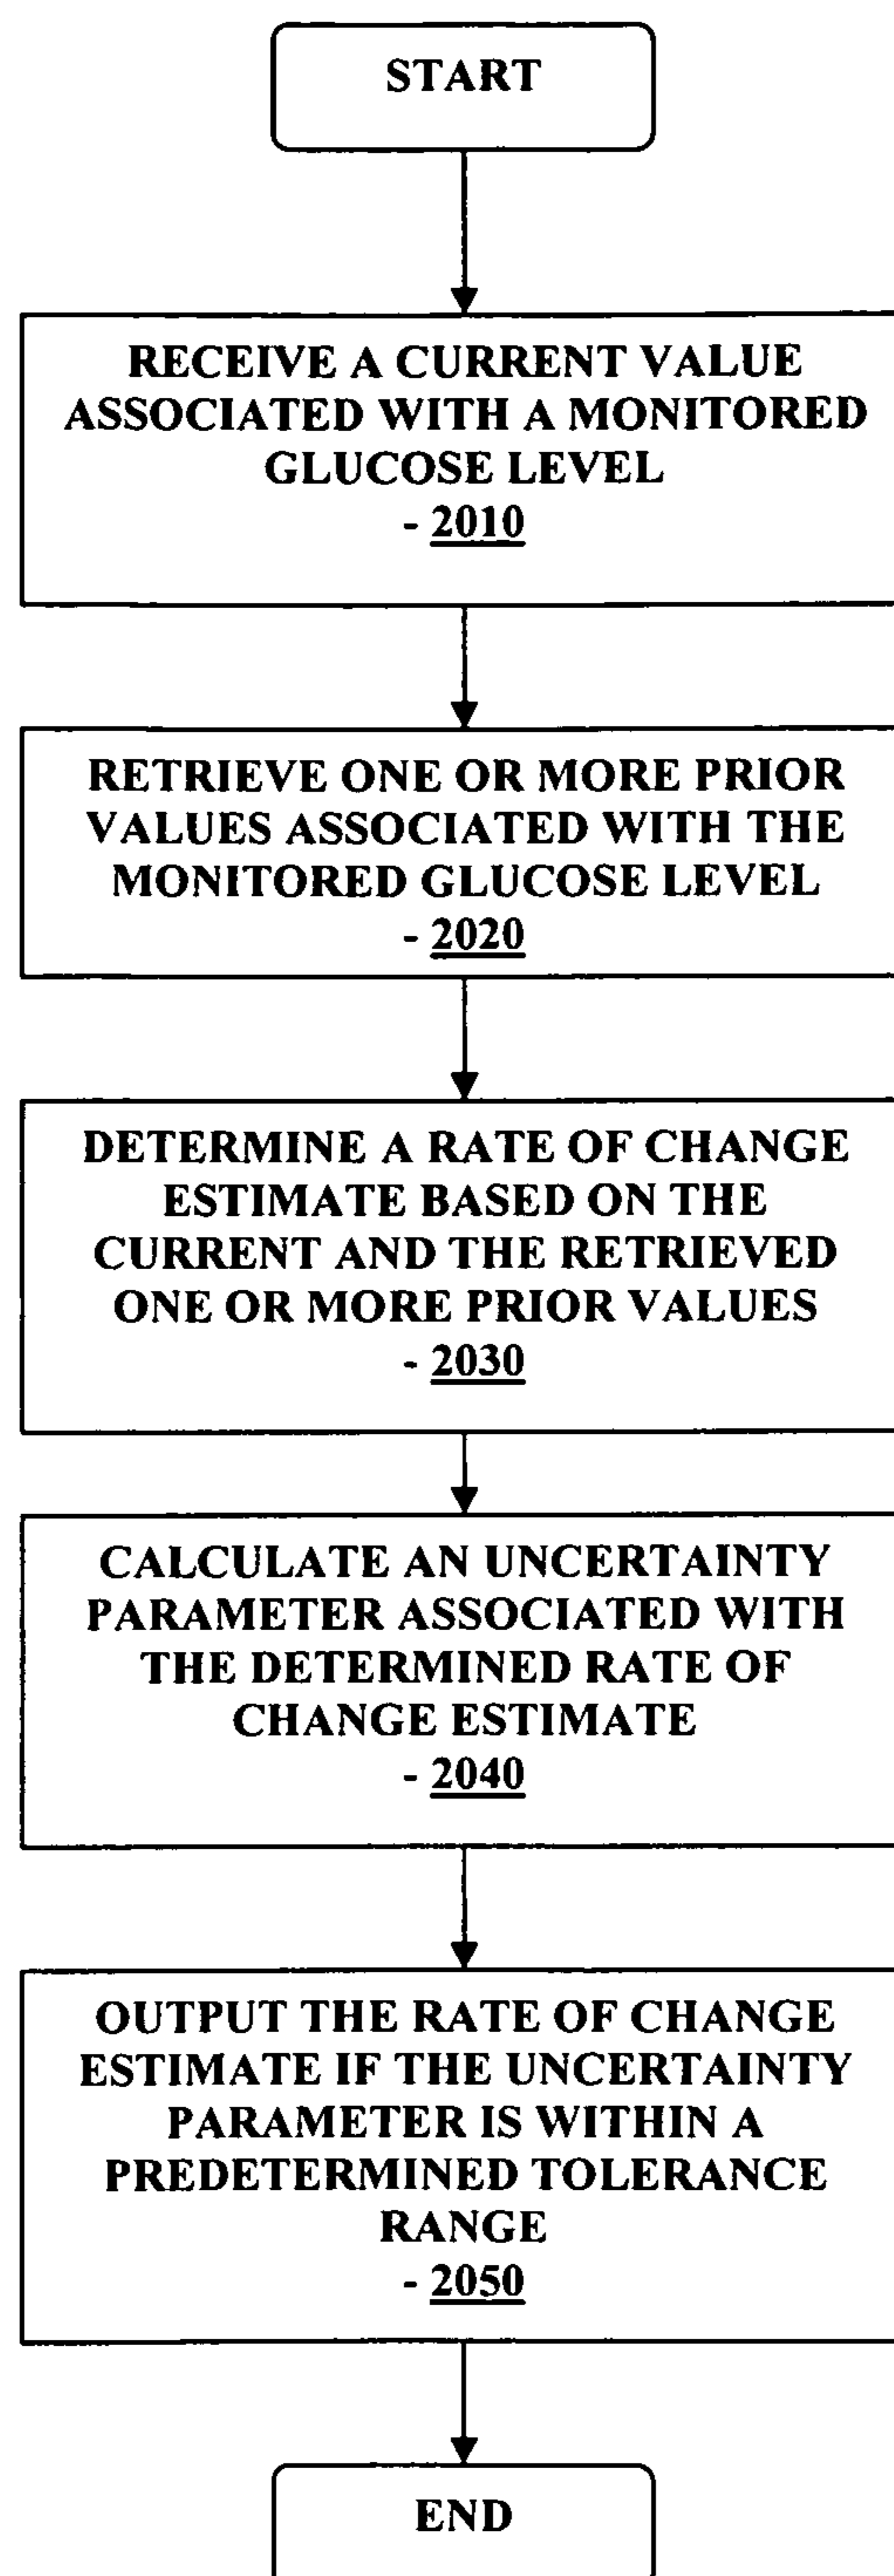 START
RECEIVE A CURRENT VALUE
ASSOCIATED WITH A MONITORED
GLUCOSE LEVEL
- 2010
RETRIEVE ONE OR MORE PRIOR
VALUES ASSOCIATED WITH THE
MONITORED GLUCOSE LEVEL
- 2020
DETERMINE A RATE OF CHANGE
ESTIMATE BASED ON THE
CURRENT AND THE RETRIEVED
ONE OR MORE PRIOR VALUES
- 2030
CALCULATE AN UNCERTAINTY
PARAMETER ASSOCIATED WITH
THE DETERMINED RATE OF
CHANGE ESTIMATE
- 2040
OUTPUT THE RATE OF CHANGE
ESTIMATE IF THE UNCERTAINTY
PARAMETER IS WITHIN A
PREDETERMINED TOLERANCE
RANGE
- 2050
END